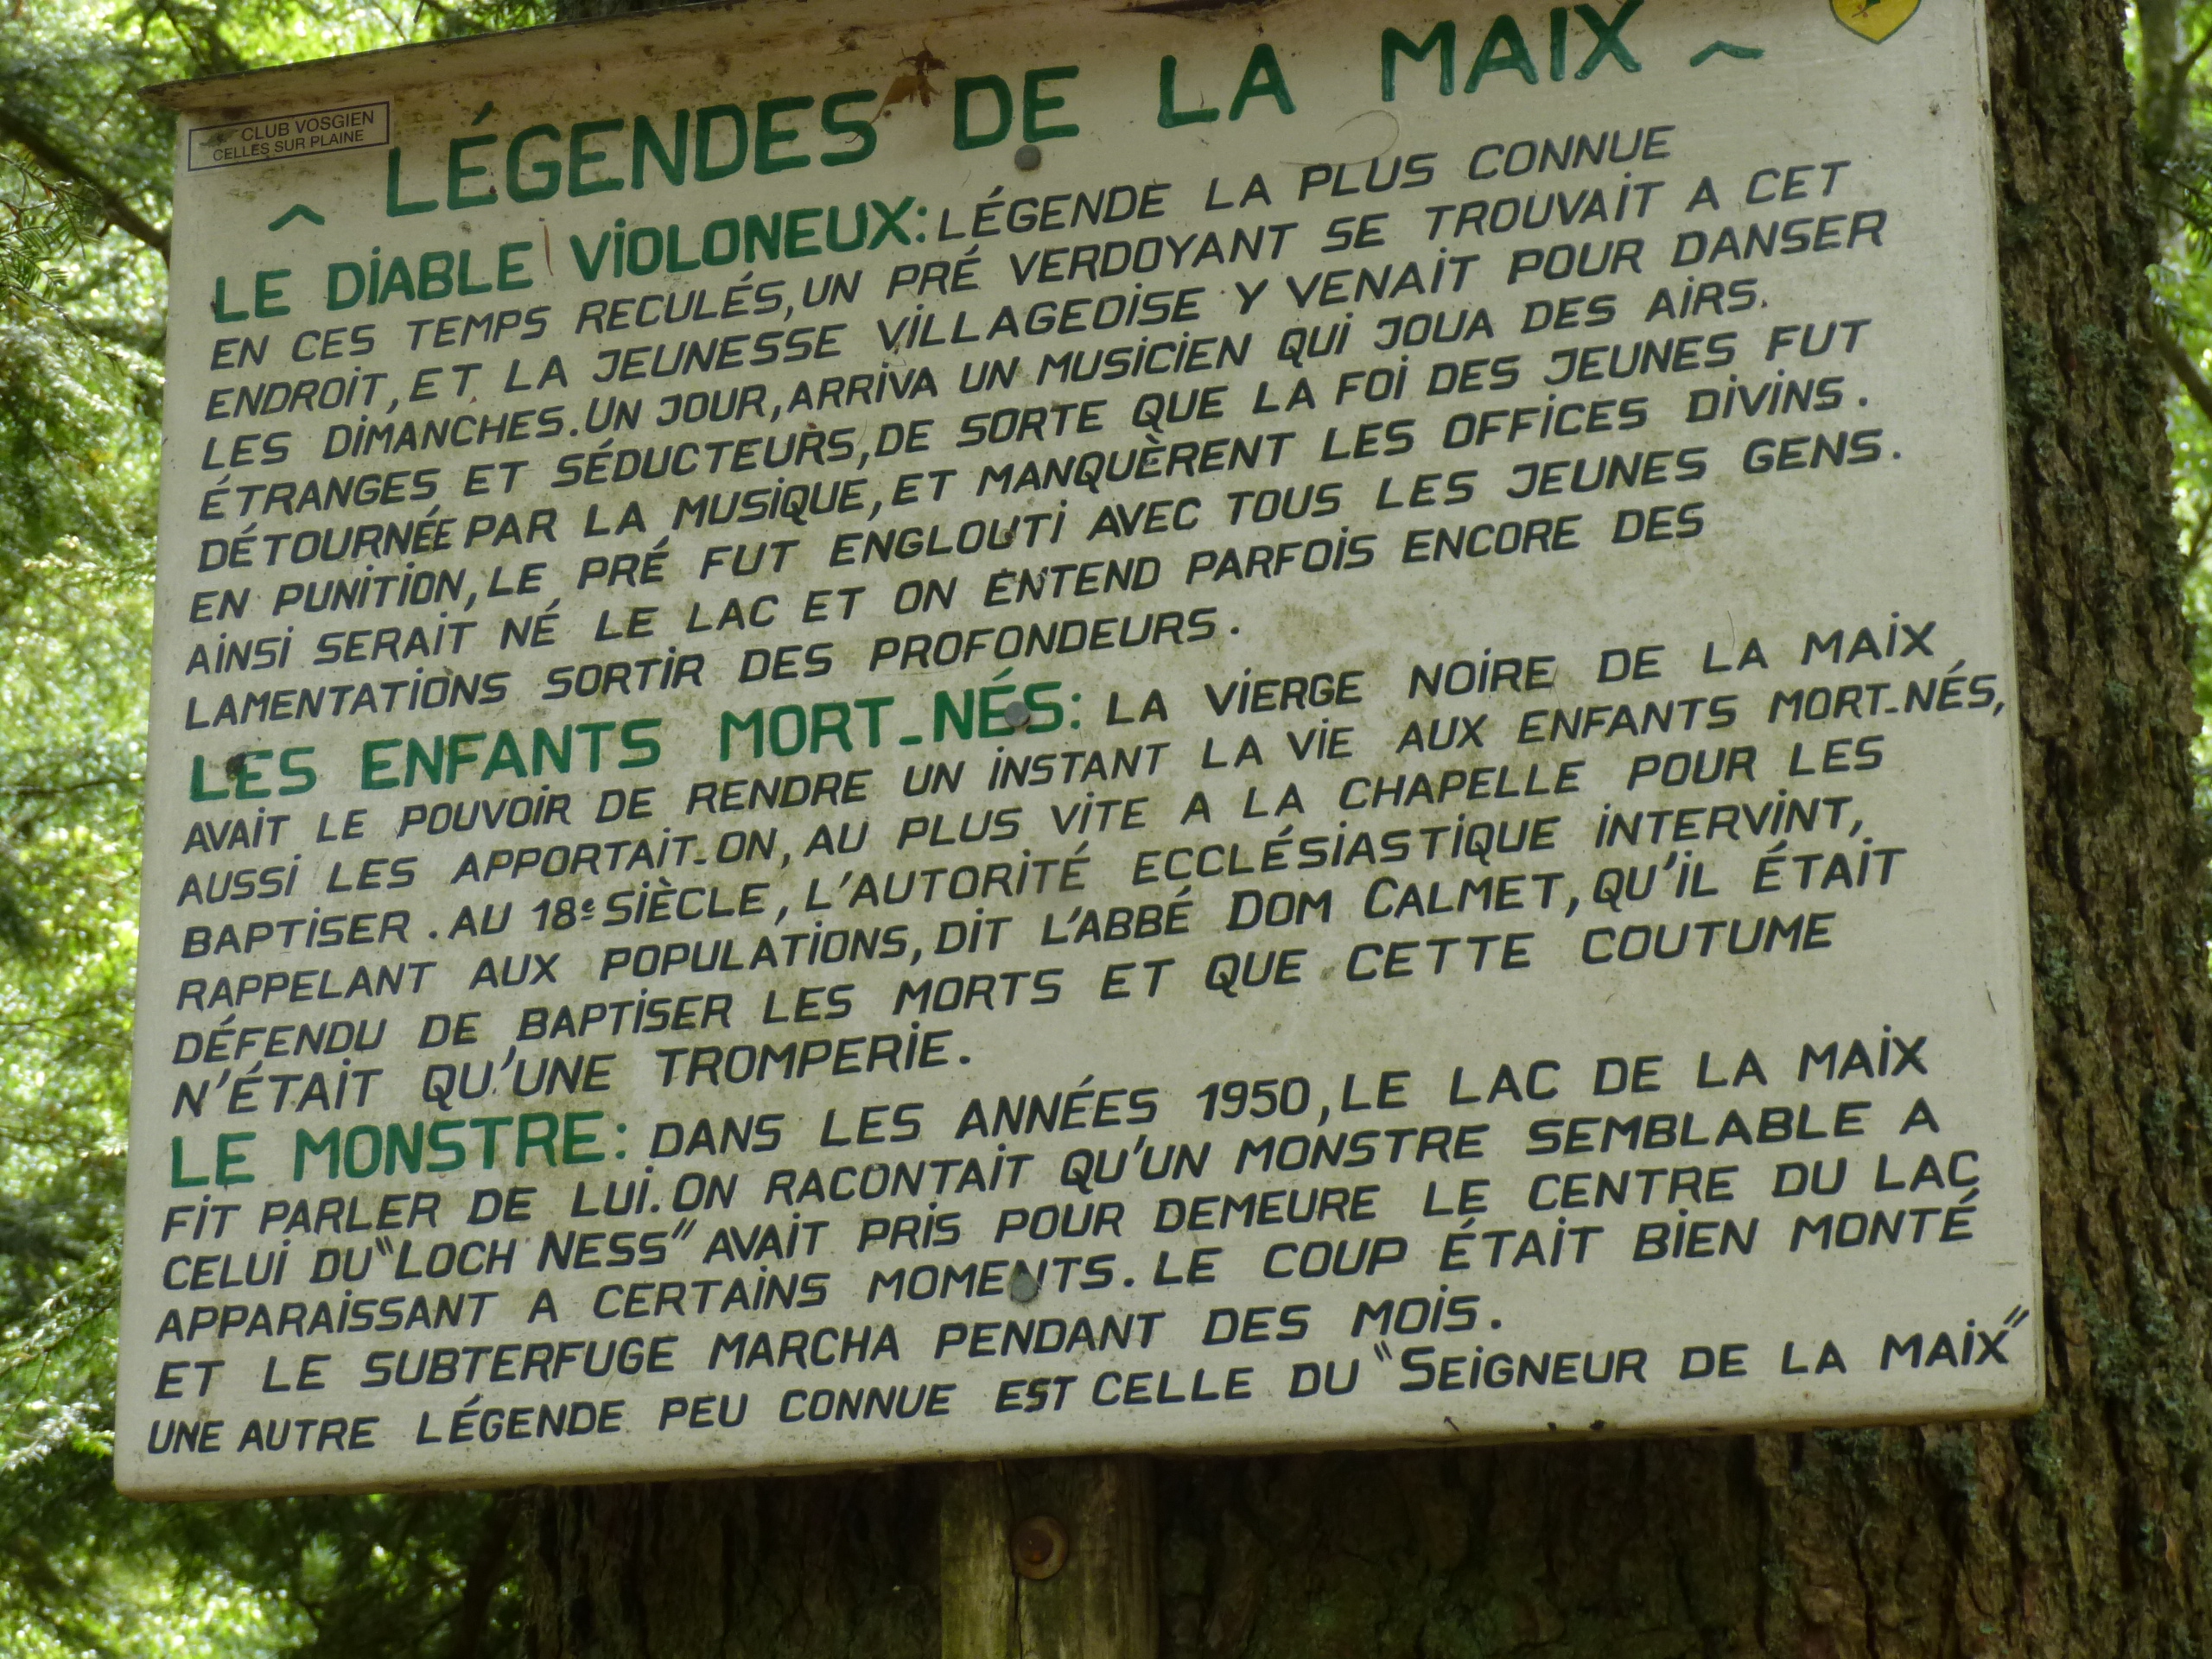 CLUB VOSGIEN
CELLES SUR PLAINE
^ LÉGENDES DE LA MAIX ^
LE DIABLE VIOLONEUX: LÉGENDE LA PLUS CONNUE
EN CES TEMPS RECULÉS, UN PRÉ VERDOYANT SE TROUVAIT A CET
ENDROIT, ET LA JEUNESSE VILLAGEOISE Y VENAIT POUR DANSER
LES DIMANCHES. UN JOUR, ARRIVA UN MUSICIEN QUI JOUA DES AIRS.
ÉTRANGES ET SÉDUCTEURS, DE SORTE QUE LA FOI DES JEUNES FUT
DÉTOURNÉE PAR LA MUSIQUE, ET MANQUÈRENT LES OFFICES DIVINS.
EN PUNITION, LE PRÉ FUT ENGLOUTI AVEC TOUS LES JEUNES GENS.
AINSI SERAIT NÉ LE LAC ET ON ENTEND PARFOIS ENCORE DES
LAMENTATIONS SORTIR DES PROFONDEURS.
LES ENFANTS MORT_NÉS: LA VIERGE NOIRE DE LA MAIX
AVAIT LE POUVOIR DE RENDRE UN INSTANT LA VIE AUX ENFANTS MORT_NÉS,
AUSSI LES APPORTAIT_ON, AU PLUS VITE A LA CHAPELLE POUR LES
BAPTISER. AU 18e SIÈCLE, L'AUTORITÉ ECCLÉSIASTIQUE INTERVINT,
RAPPELANT AUX POPULATIONS, DIT L'ABBÉ DOM CALMET, QU'IL ÉTAIT
DÉFENDU DE BAPTISER LES MORTS ET QUE CETTE COUTUME
N'ÉTAIT QU'UNE TROMPERIE.
LE MONSTRE: DANS LES ANNÉES 1950, LE LAC DE LA MAIX
FIT PARLER DE LUI. ON RACONTAIT QU'UN MONSTRE SEMBLABLE A
CELUI DU "LOCH NESS" AVAIT PRIS POUR DEMEURE LE CENTRE DU LAC
APPARAISSANT A CERTAINS MOMENTS. LE COUP ÉTAIT BIEN MONTÉ
ET LE SUBTERFUGE MARCHA PENDANT DES MOIS.
UNE AUTRE LÉGENDE PEU CONNUE EST CELLE DU "SEIGNEUR DE LA MAIX"